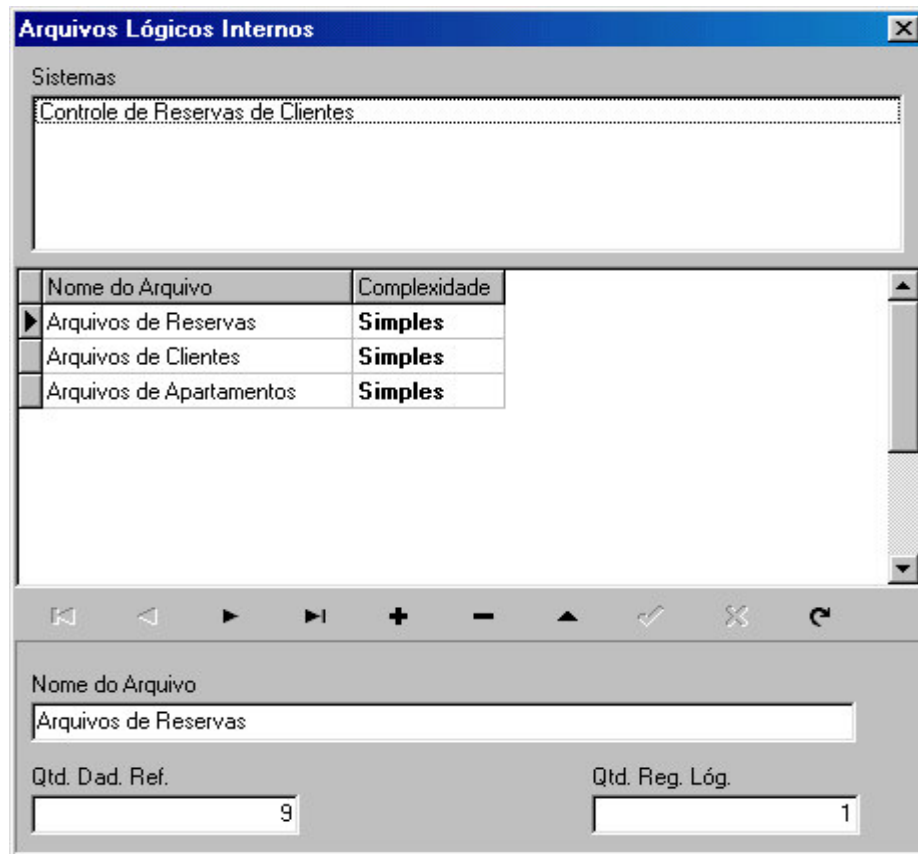 Arquivos Lógicos Internos
Sistemas
Controle de Reservas de Clientes
Nome do Arquivo Complexidade
Arquivos de Reservas Simples
Arquivos de Clientes Simples
Arquivos de Apartamentos Simples
Nome do Arquivo
Arquivos de Reservas
Qtd. Dad. Ref. Qtd. Reg. Lóg.
9 1